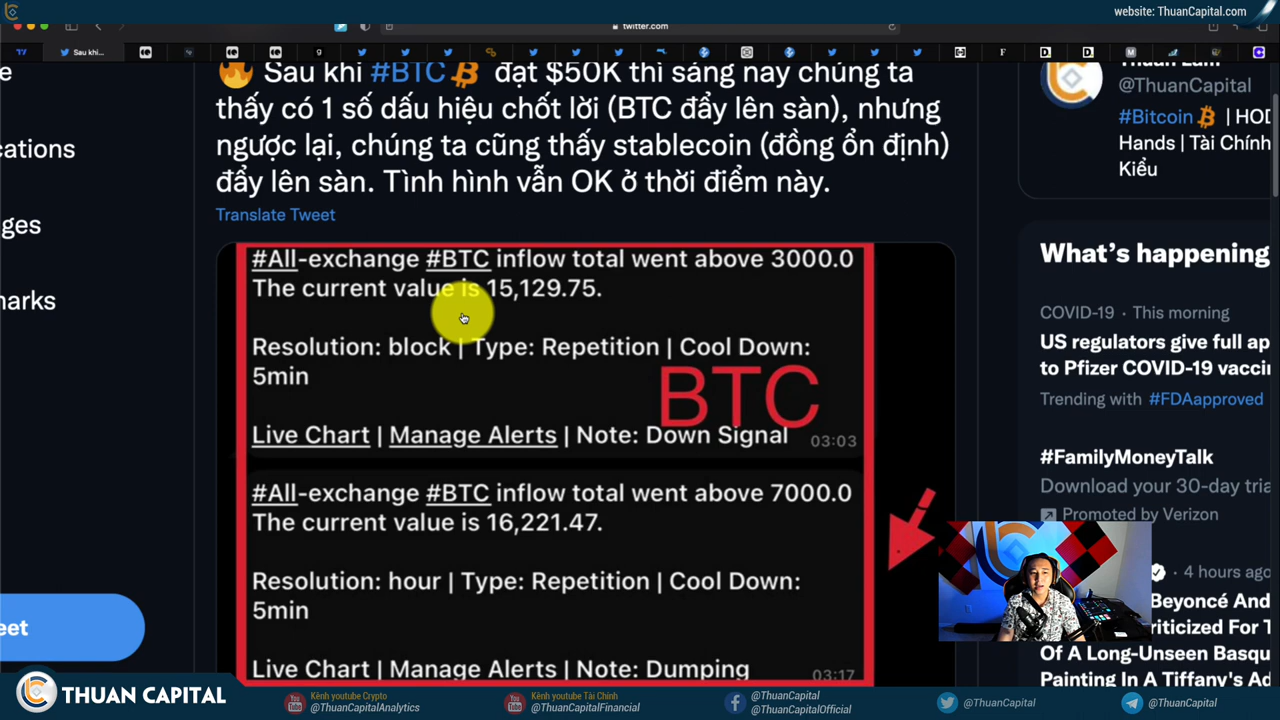 website: ThuanCapital.com
twitter.com
Sau khi...
🔥 Sau khi #BTC đạt $50K thì sáng nay chúng ta
thấy có 1 số dấu hiệu chốt lời (BTC đẩy lên sàn), nhưng
ngược lại, chúng ta cũng thấy stablecoin (đồng ổn định)
đẩy lên sàn. Tình hình vẫn OK ở thời điểm này.
Translate Tweet
#All-exchange #BTC inflow total went above 3000.0
The current value is 15,129.75.
Resolution: block | Type: Repetition | Cool Down:
5min
BTC
Live Chart | Manage Alerts | Note: Down Signal 03:03
#All-exchange #BTC inflow total went above 7000.0
The current value is 16,221.47.
Resolution: hour | Type: Repetition | Cool Down:
5min
Live Chart | Manage Alerts | Note: Dumping 03:17
@ThuanCapital
#Bitcoin | HOD
Hands | Tài Chính
Kiểu
What's happening
COVID-19 · This morning
US regulators give full ap
to Pfizer COVID-19 vaccin
Trending with #FDAapproved
#FamilyMoneyTalk
Download your 30-day tria
Promoted by Verizon
· 4 hours ago
Beyoncé And
riticized For T
Of A Long-Unseen Basqu
Painting In A Tiffany's Ad
cations
ges
marks
eet
THUAN CAPITAL
Kênh youtube Crypto
@ThuanCapitalAnalytics
Kênh youtube Tài Chính
@ThuanCapitalFinancial
@ThuanCapital
@ThuanCapitalOfficial
@ThuanCapital
@ThuanCapital